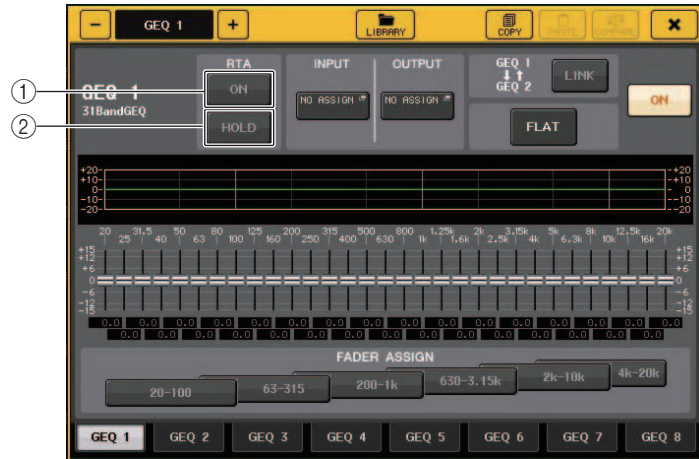 GEQ 1
LIBRARY
COPY
PASTE
COMPARE
1
2
GEQ 1
31BandGEQ
RTA
ON
HOLD
INPUT
OUTPUT
NO ASSIGN
NO ASSIGN
GEQ 1
GEQ 2
LINK
FLAT
ON
+20
+10
0
-10
-20
+20
+10
0
-10
-20
20 31.5 50 80 125 200 315 500 800 1.25k 2k 3.15k 5k 8k 12.5k 20k
25 40 63 100 160 250 400 630 1k 1.6k 2.5k 4k 6.3k 10k 16k
+15
+12
+6
0
-6
-12
-15
+15
+12
+6
0
-6
-12
-15
0.0 0.0 0.0 0.0 0.0 0.0 0.0 0.0 0.0 0.0 0.0 0.0 0.0 0.0 0.0 0.0
0.0 0.0 0.0 0.0 0.0 0.0 0.0 0.0 0.0 0.0 0.0 0.0 0.0 0.0 0.0
FADER ASSIGN
20-100
63-315
200-1k
630-3.15k
2k-10k
4k-20k
GEQ 1 GEQ 2 GEQ 3 GEQ 4 GEQ 5 GEQ 6 GEQ 7 GEQ 8